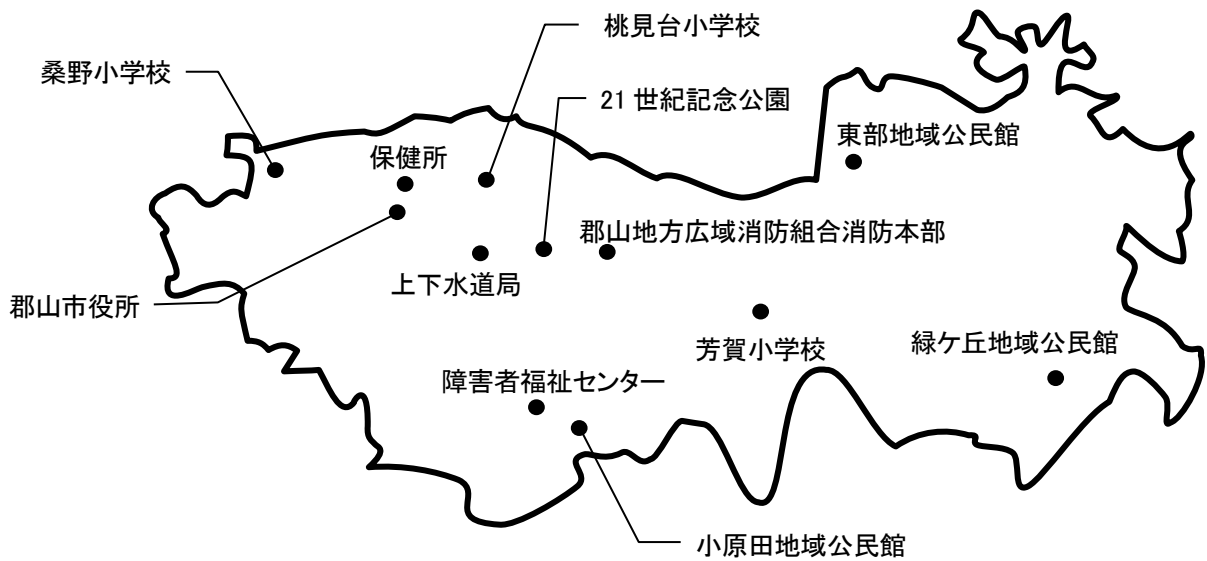 桃見台小学校
桑野小学校
21 世紀記念公園
東部地域公民館
保健所
郡山地方広域消防組合消防本部
上下水道局
郡山市役所
芳賀小学校
緑ケ丘地域公民館
障害者福祉センター
小原田地域公民館